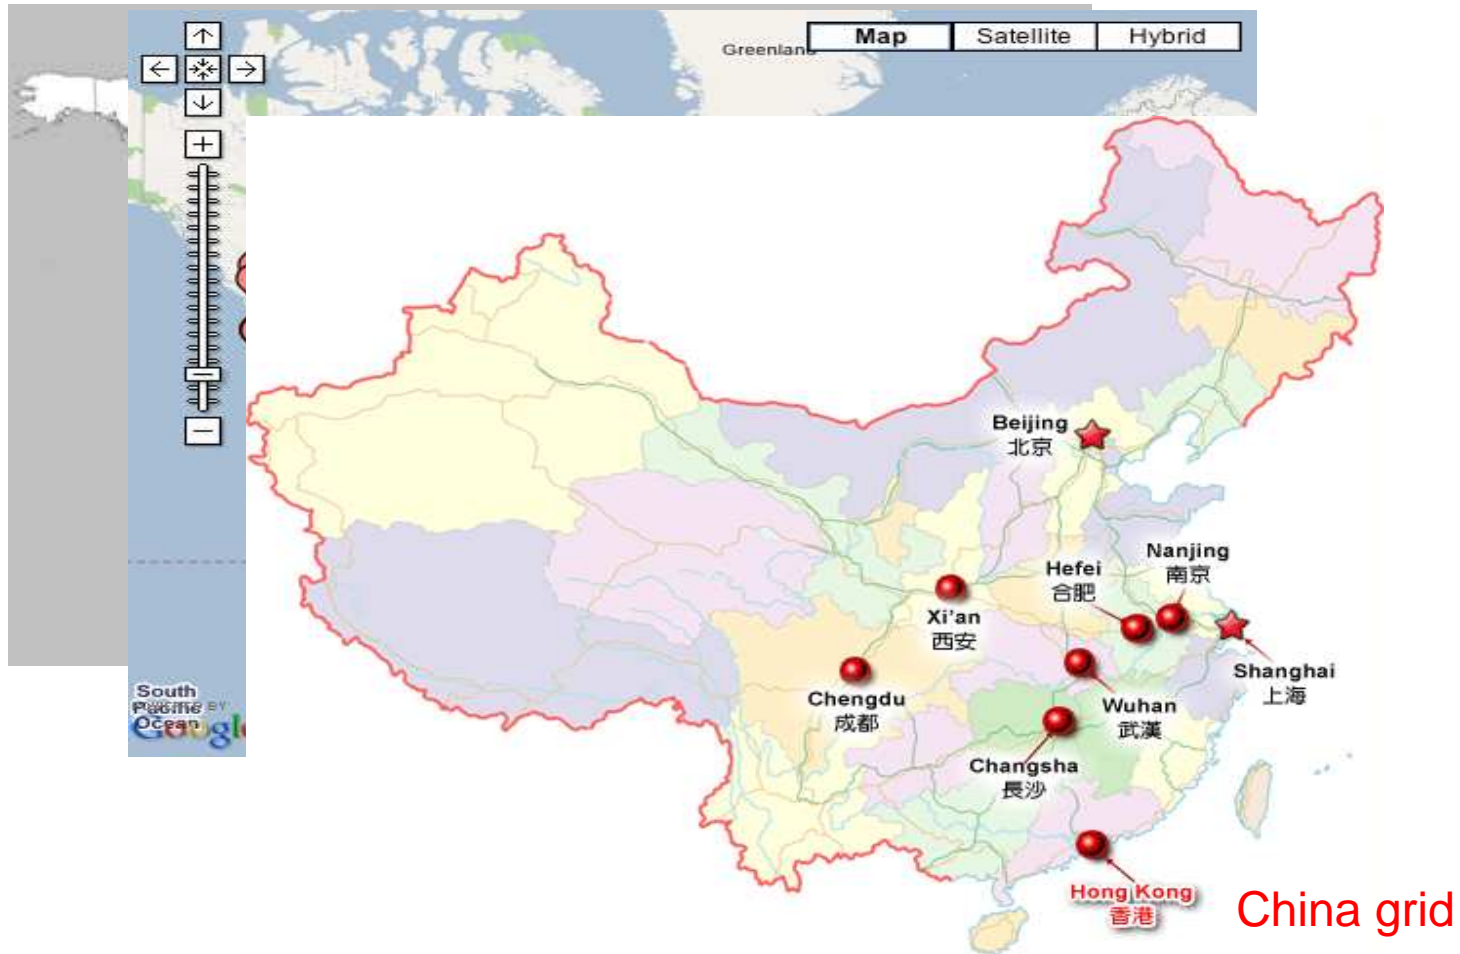 Greenland
Map
Satellite
Hybrid
Beijing
北京
Nanjing
南京
Hefei
合肥
Xi'an
西安
Shanghai
上海
Chengdu
成都
Wuhan
武漢
Changsha
長沙
Hong Kong
香港
South
Pacific
Ocean
China grid